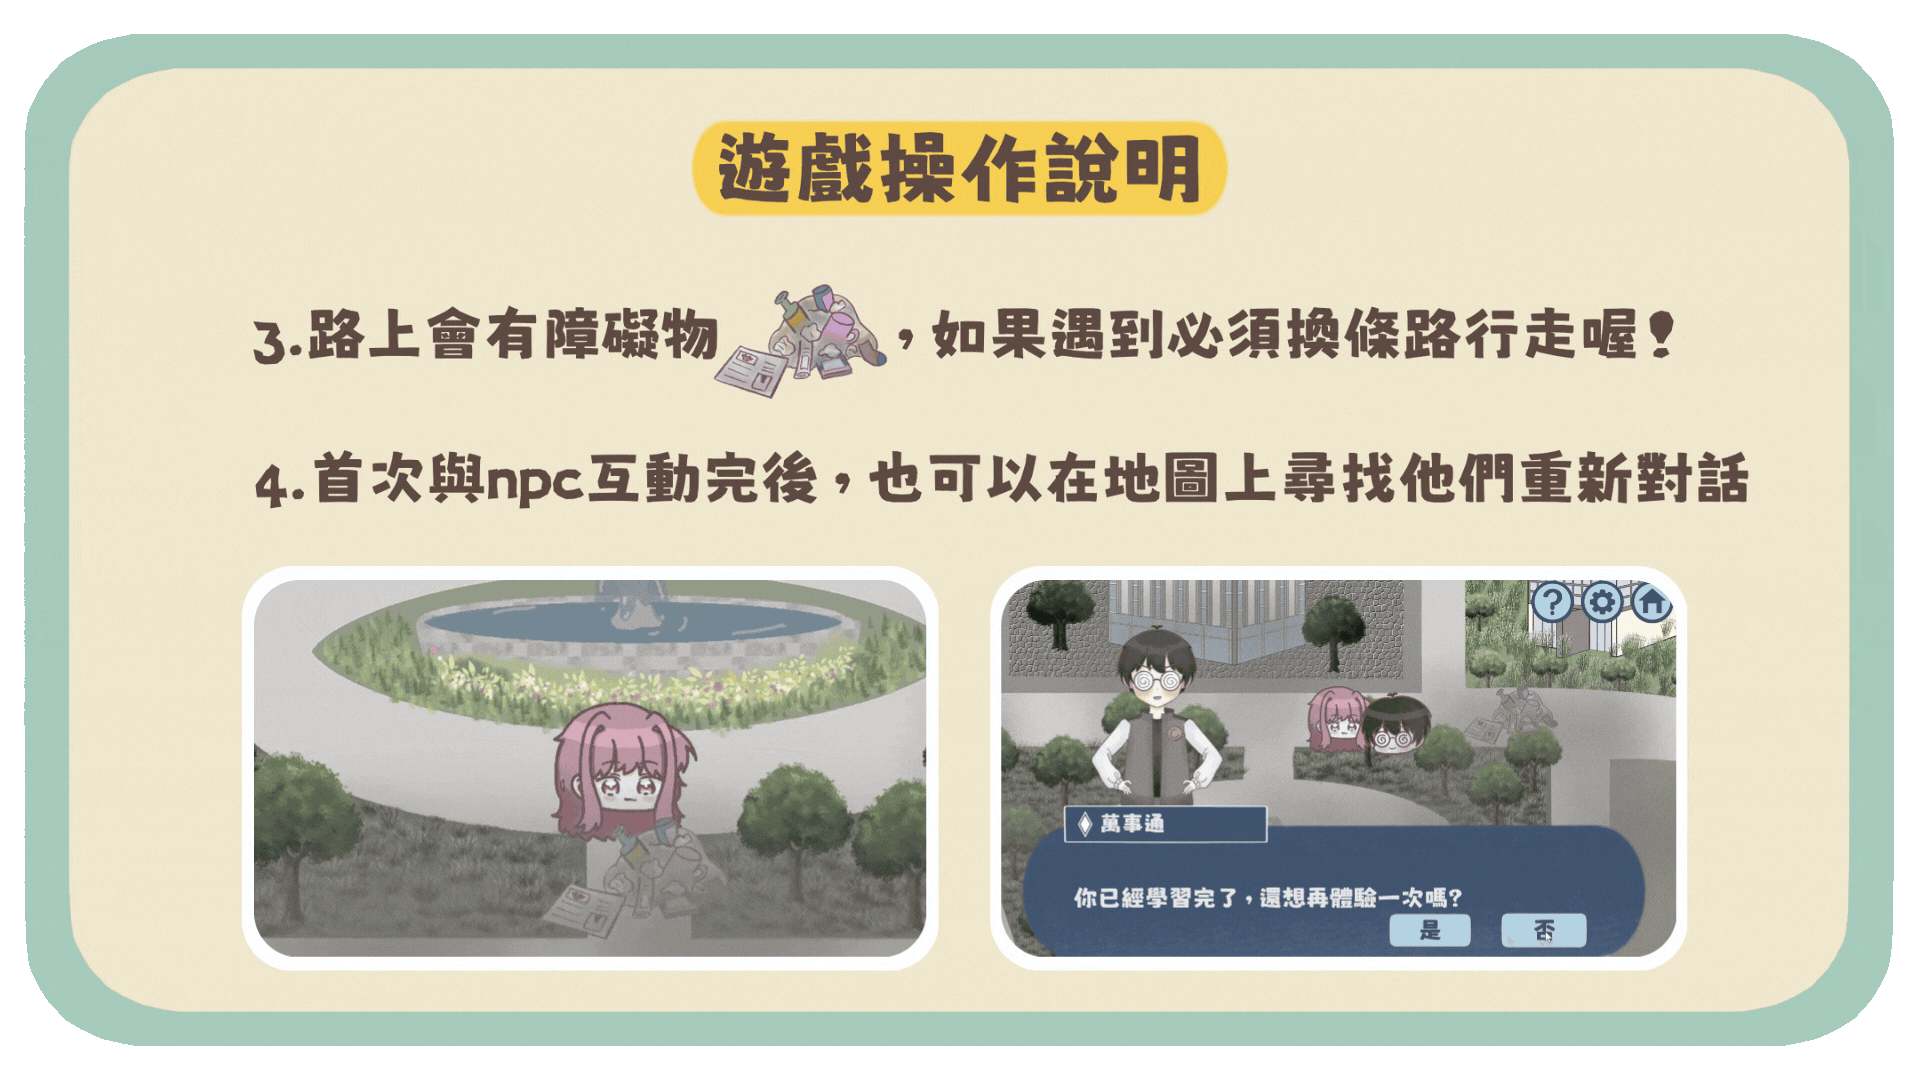 遊戲操作說明
3.路上會有障礙物，如果遇到必須換條路行走喔！
4.首次與npc互動完後，也可以在地圖上尋找他們重新對話
?
萬事通
你已經學習完了，還想再體驗一次嗎?
是
否